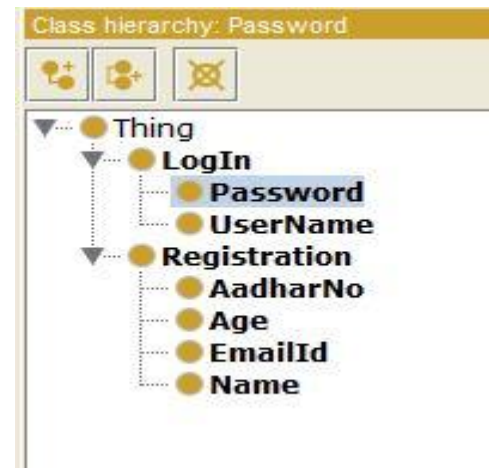 Class hierarchy: Password
Thing
LogIn
Password
UserName
Registration
AadharNo
Age
EmailId
Name